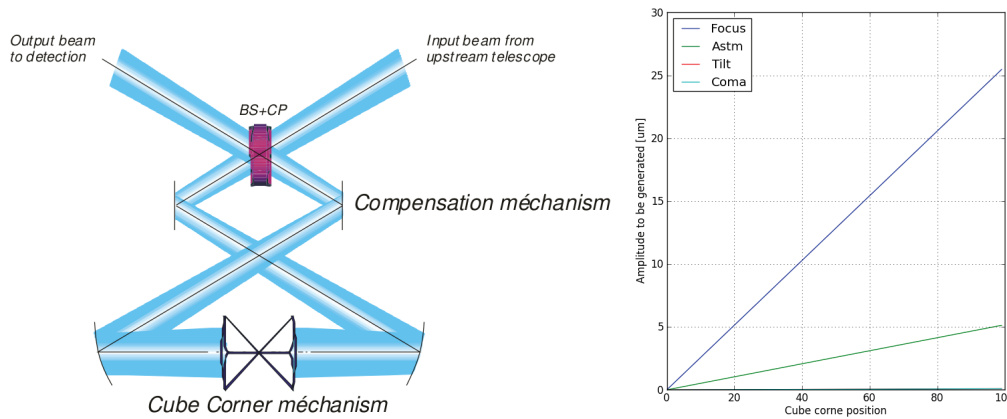 Output beam
to detection
Input beam from
upstream telescope
BS+CP
Compensation méchanism
Cube Corner méchanism
Focus
Astm
Tilt
Coma
Amplitude to be generated [um]
30
25
20
15
10
5
0
0 20 40 60 80 10
Cube corne position